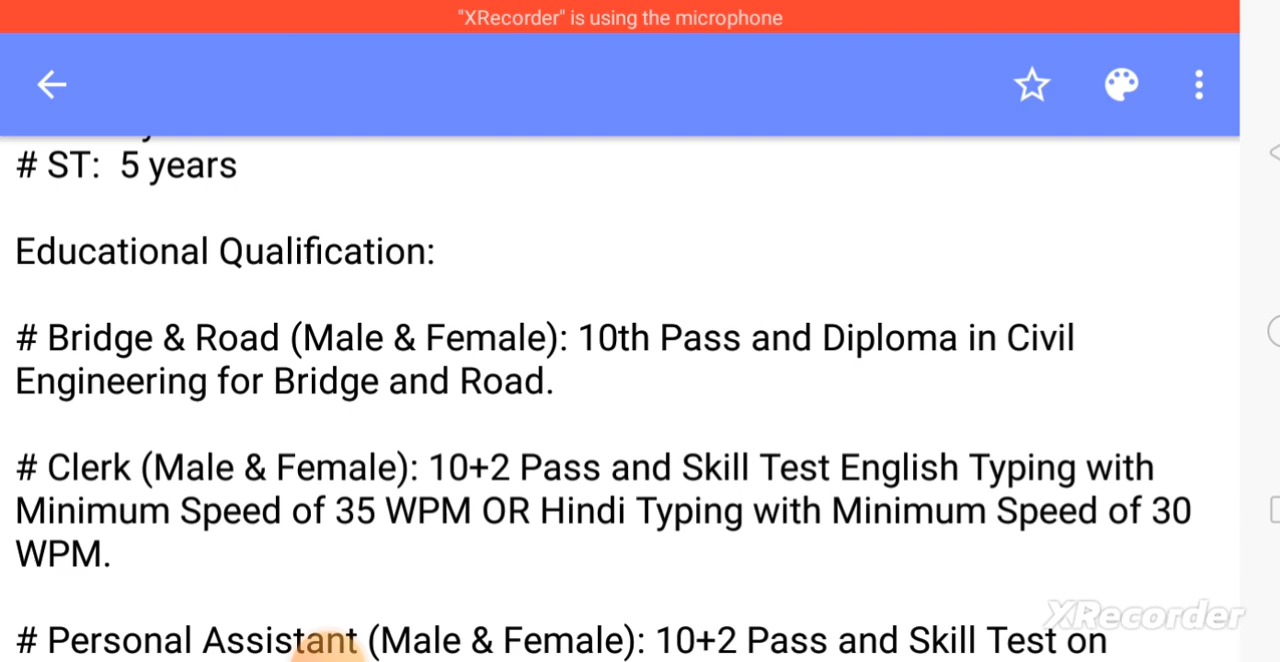 "XRecorder" is using the microphone
# ST:  5 years
Educational Qualification:
# Bridge & Road (Male & Female): 10th Pass and Diploma in Civil
Engineering for Bridge and Road.
# Clerk (Male & Female): 10+2 Pass and Skill Test English Typing with
Minimum Speed of 35 WPM OR Hindi Typing with Minimum Speed of 30
WPM.
XRecorder
# Personal Assistant (Male & Female): 10+2 Pass and Skill Test on